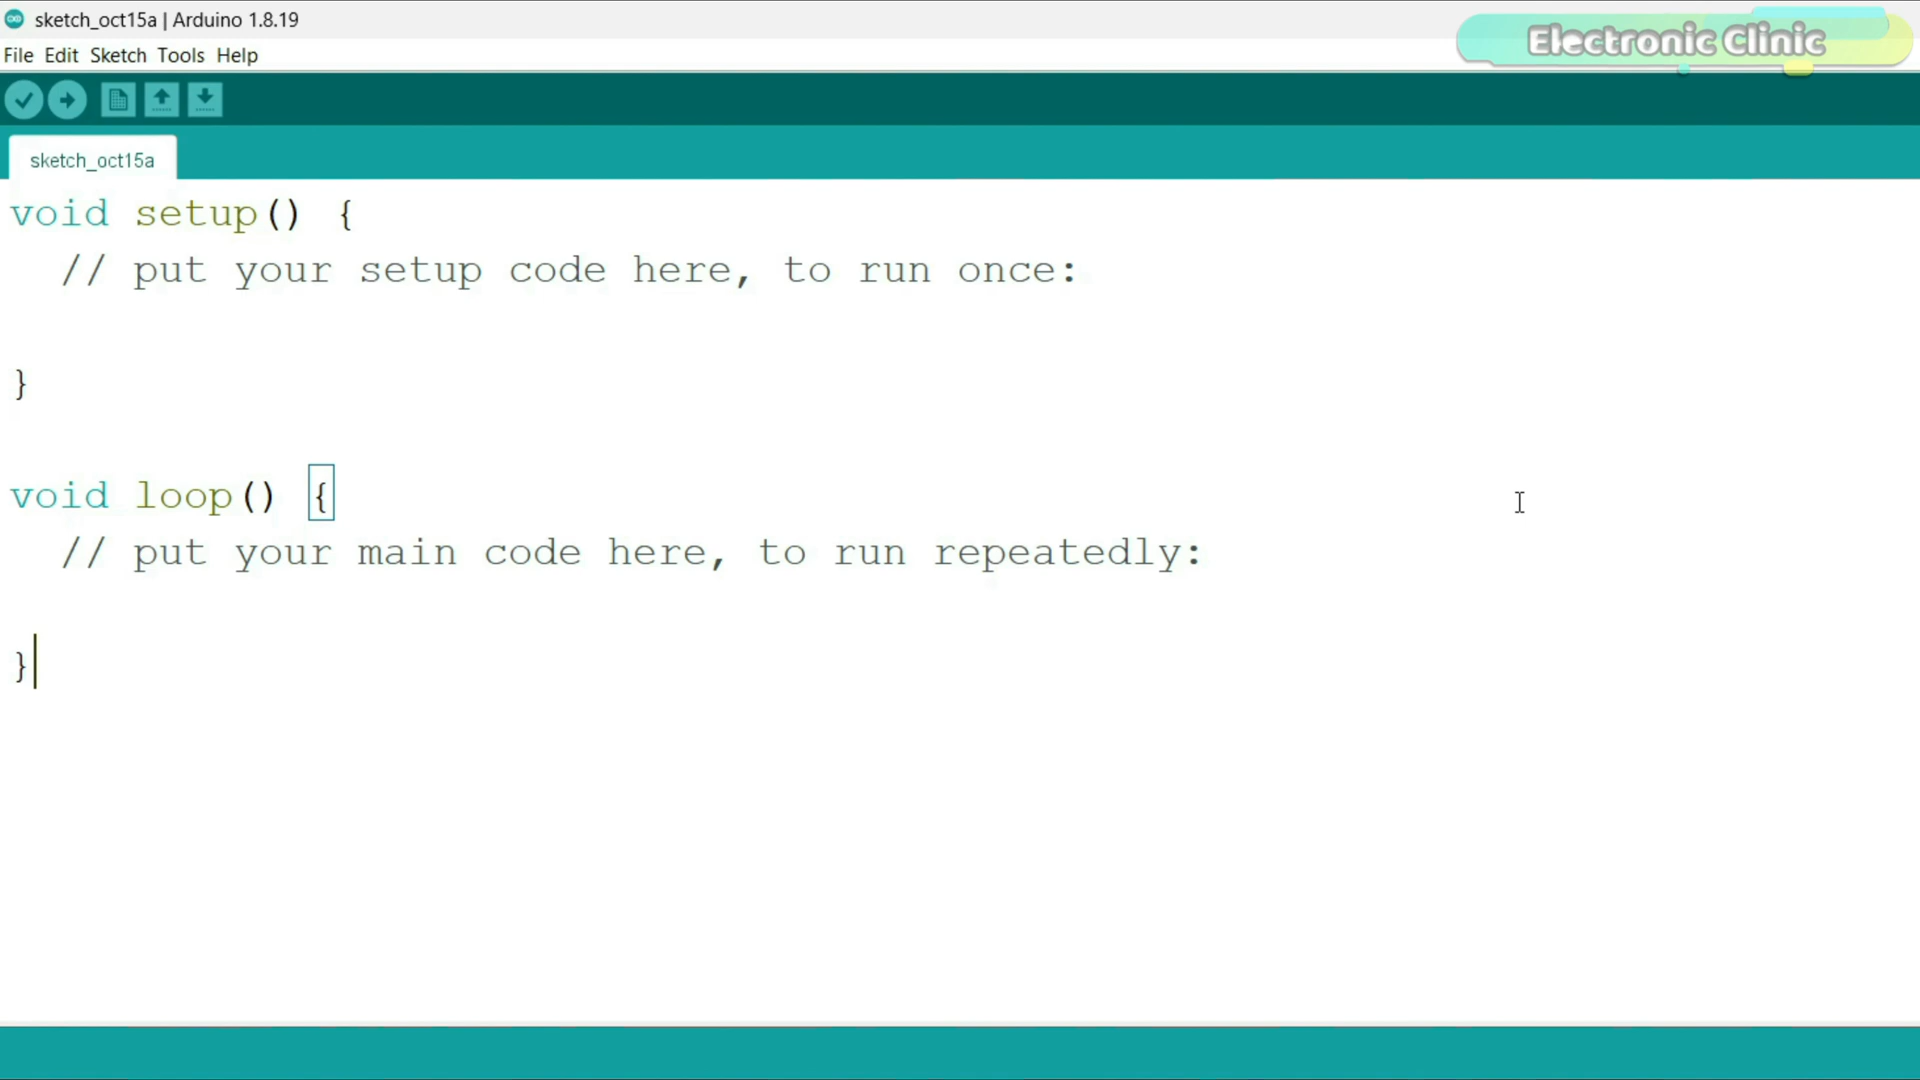 sketch_oct15a | Arduino 1.8.19
Electronic Clinic
File Edit Sketch Tools Help
sketch_oct15a
void setup() {
// put your setup code here, to run once:
}
void loop() {
// put your main code here, to run repeatedly:
}